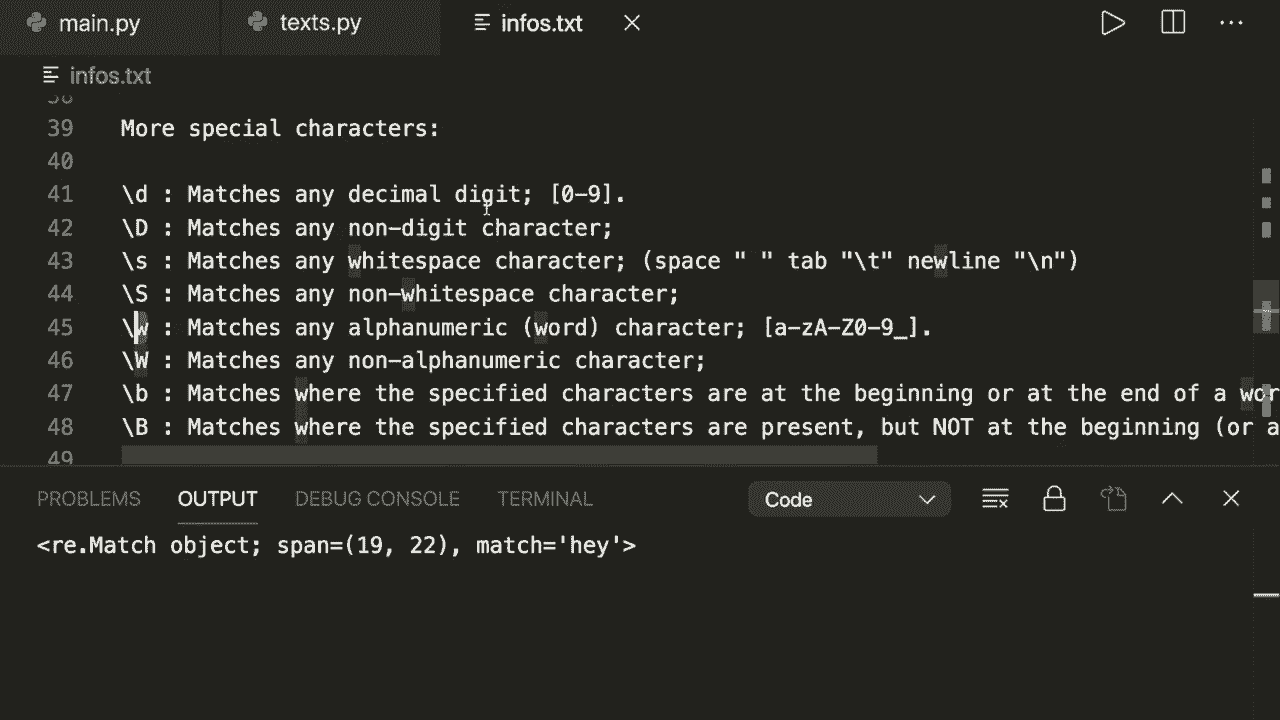 main.py texts.py infos.txt
infos.txt
39 More special characters:
40
41 \d : Matches any decimal digit; [0-9].
42 \D : Matches any non-digit character;
43 \s : Matches any whitespace character; (space " " tab "\t" newline "\n")
44 \S : Matches any non-whitespace character;
45 \w : Matches any alphanumeric (word) character; [a-zA-Z0-9_].
46 \W : Matches any non-alphanumeric character;
47 \b : Matches where the specified characters are at the beginning or at the end of a wor
48 \B : Matches where the specified characters are present, but NOT at the beginning (or a
49
PROBLEMS OUTPUT DEBUG CONSOLE TERMINAL Code
<re.Match object; span=(19, 22), match='hey'>